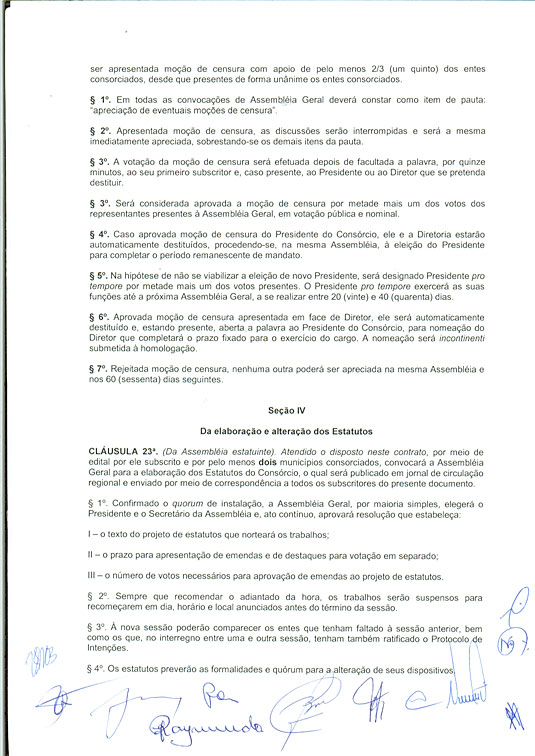 ser apresentada moção de censura com apoio de pelo menos 2/3 (um quinto) dos entes
consorciados, desde que presentes de forma unânime os entes consorciados.
§ 1º. Em todas as convocações de Assembléia Geral deverá constar como item de pauta:
“apreciação de eventuais moções de censura”.
§ 2º. Apresentada moção de censura, as discussões serão interrompidas e será a mesma
imediatamente apreciada, sobrestando-se os demais itens da pauta.
§ 3º. A votação da moção de censura será efetuada depois de facultada a palavra, por quinze
minutos, ao seu primeiro subscritor e, caso presente, ao Presidente ou ao Diretor que se pretenda
destituir.
§ 3º. Será considerada aprovada a moção de censura por metade mais um dos votos dos
representantes presentes à Assembléia Geral, em votação pública e nominal.
§ 4º. Caso aprovada moção de censura do Presidente do Consórcio, ele e a Diretoria estarão
automaticamente destituídos, procedendo-se, na mesma Assembléia, à eleição do Presidente
para completar o período remanescente de mandato.
§ 5º. Na hipótese de não se viabilizar a eleição de novo Presidente, será designado Presidente pro
tempore por metade mais um dos votos presentes. O Presidente pro tempore exercerá as suas
funções até a próxima Assembléia Geral, a se realizar entre 20 (vinte) e 40 (quarenta) dias.
§ 6º. Aprovada moção de censura apresentada em face de Diretor, ele será automaticamente
destituído e, estando presente, aberta a palavra ao Presidente do Consórcio, para nomeação do
Diretor que completará o prazo fixado para o exercício do cargo. A nomeação será incontinenti
submetida à homologação.
§ 7º. Rejeitada moção de censura, nenhuma outra poderá ser apreciada na mesma Assembléia e
nos 60 (sessenta) dias seguintes.
Seção IV
Da elaboração e alteração dos Estatutos
CLÁUSULA 23ª. (Da Assembléia estatuinte). Atendido o disposto neste contrato, por meio de
edital por ele subscrito e por pelo menos dois municípios consorciados, convocará a Assembléia
Geral para a elaboração dos Estatutos do Consórcio, o qual será publicado em jornal de circulação
regional e enviado por meio de correspondência a todos os subscritores do presente documento.
§ 1º. Confirmado o quorum de instalação, a Assembléia Geral, por maioria simples, elegerá o
Presidente e o Secretário da Assembléia e, ato contínuo, aprovará resolução que estabeleça:
I – o texto do projeto de estatutos que norteará os trabalhos;
II – o prazo para apresentação de emendas e de destaques para votação em separado;
III – o número de votos necessários para aprovação de emendas ao projeto de estatutos.
§ 2º. Sempre que recomendar o adiantado da hora, os trabalhos serão suspensos para
recomeçarem em dia, horário e local anunciados antes do término da sessão.
§ 3º. À nova sessão poderão comparecer os entes que tenham faltado à sessão anterior, bem
como os que, no interregno entre uma e outra sessão, tenham também ratificado o Protocolo de
Intenções.
§ 4º. Os estatutos preverão as formalidades e quórum para a alteração de seus dispositivos.
Raymunda